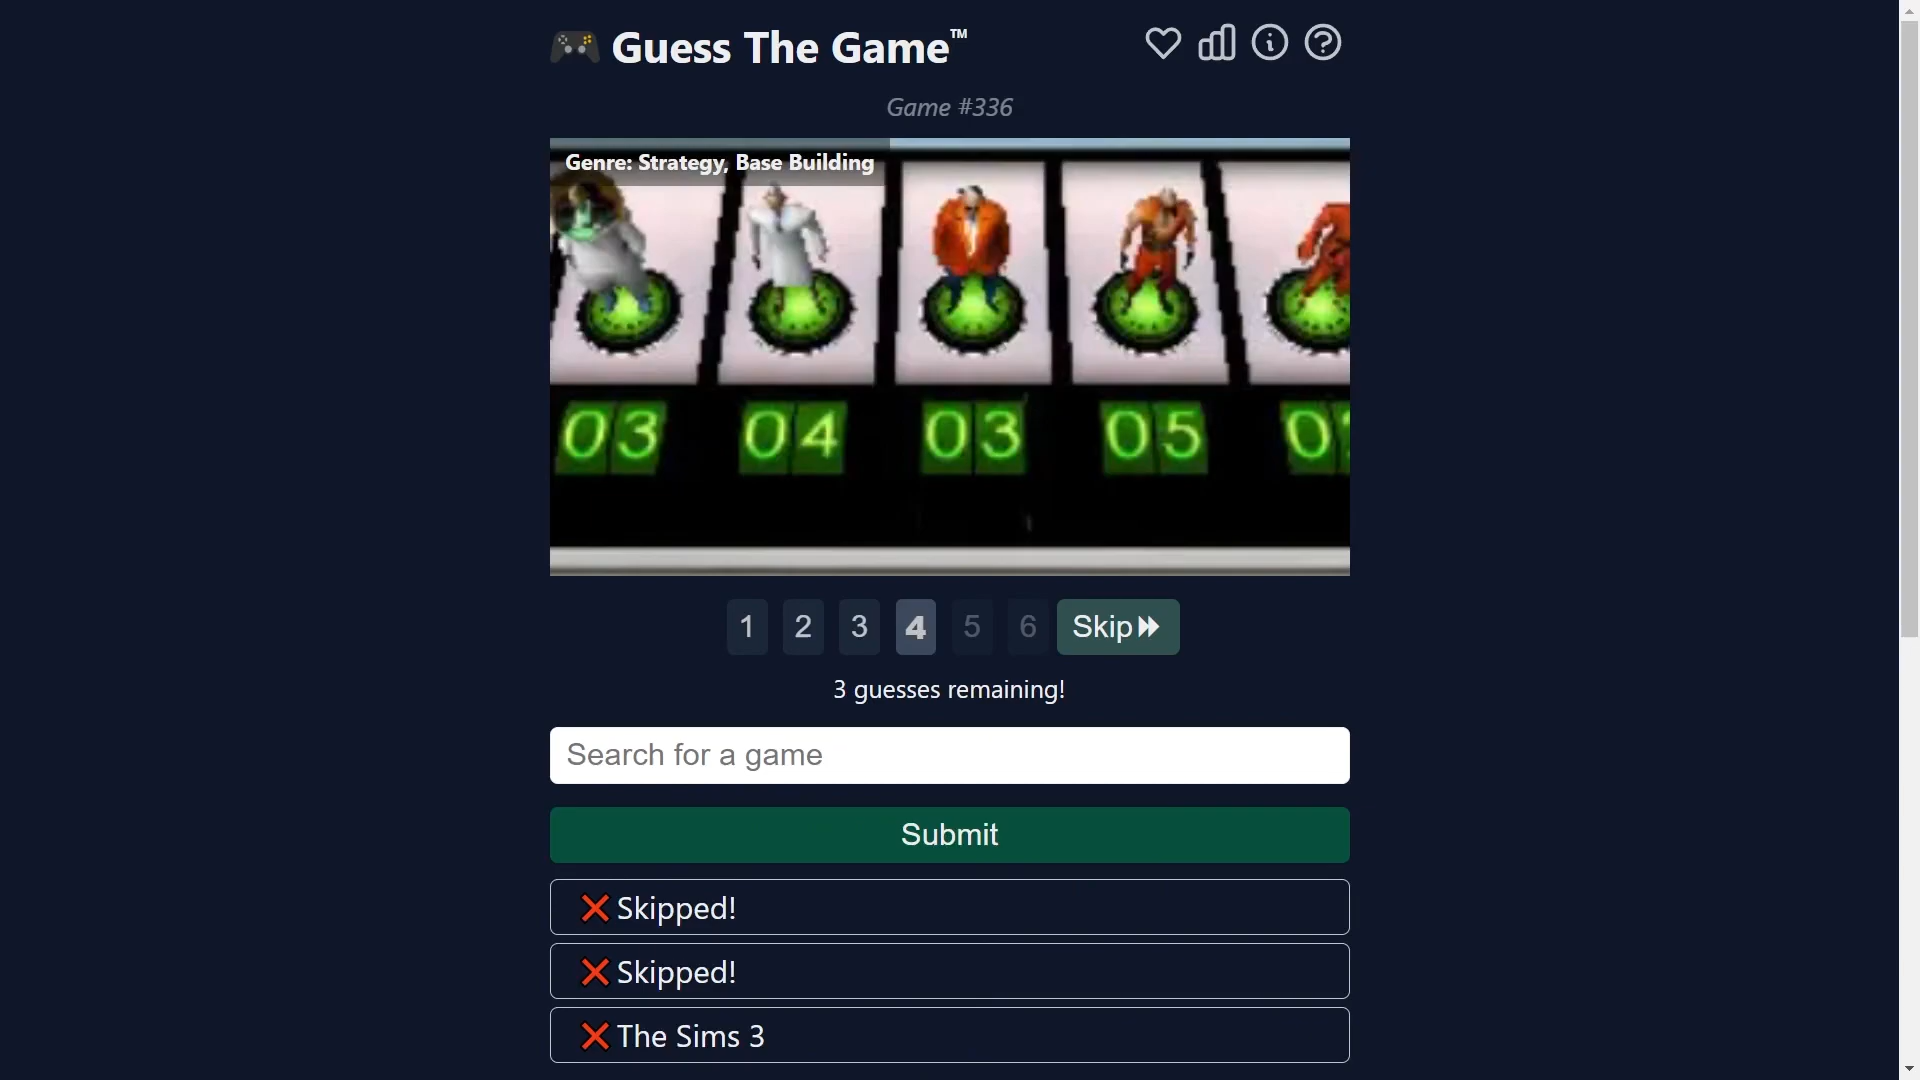 Guess The Game™
Game #336
Genre: Strategy, Base Building
03 04 03 05 0
1 2 3 4 5 6 Skip
3 guesses remaining!
Search for a game
Submit
Skipped!
Skipped!
The Sims 3